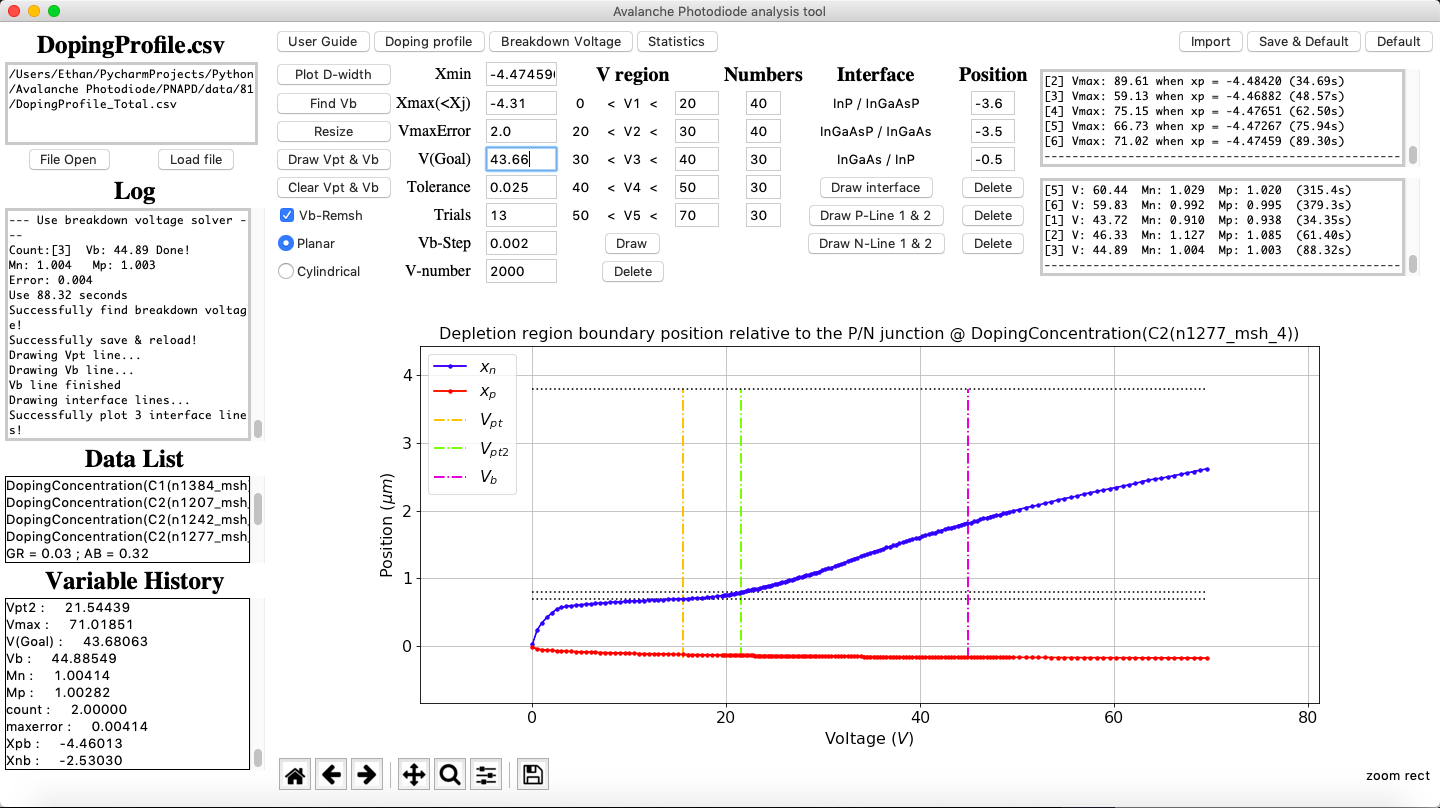 Avalanche Photodiode analysis tool
DopingProfile.csv
/Users/Ethan/PycharmProjects/Python
/Avalanche Photodiode/PNAPD/data/81
/DopingProfile_Total.csv
File Open
Load file
Log
--- Use breakdown voltage solver -
--
Count:[3]  Vb: 44.89 Done!
Mn: 1.004   Mp: 1.003
Error: 0.004
Use 88.32 seconds
Successfully find breakdown voltag
e!
Successfully save & reload!
Drawing Vpt line...
Drawing Vb line...
Vb line finished
Drawing interface lines...
Successfully plot 3 interface line
s!
Data List
DopingConcentration(C1(n1384_msh_
DopingConcentration(C2(n1207_msh_
DopingConcentration(C2(n1242_msh_
DopingConcentration(C2(n1277_msh_
GR = 0.03 ; AB = 0.32
Variable History
Vpt2 : 21.54439
Vmax : 71.01851
V(Goal) : 43.68063
Vb : 44.88549
Mn : 1.00414
Mp : 1.00282
count : 2.00000
maxerror : 0.00414
Xpb : -4.46013
Xnb : -2.53030
User Guide
Doping profile
Breakdown Voltage
Statistics
Import
Save & Default
Default
Plot D-width
Find Vb
Resize
Draw Vpt & Vb
Clear Vpt & Vb
Vb-Remsh
Planar
Cylindrical
Xmin -4.47459
Xmax(<Xj) -4.31
VmaxError 2.0
V(Goal) 43.66
Tolerance 0.025
Trials 13
Vb-Step 0.002
V-number 2000
V region Numbers
0 < V1 < 20 40
20 < V2 < 30 40
30 < V3 < 40 30
40 < V4 < 50 30
50 < V5 < 70 30
Draw
Delete
Interface Position
InP / InGaAsP -3.6
InGaAsP / InGaAs -3.5
InGaAs / InP -0.5
Draw interface Delete
Draw P-Line 1 & 2 Delete
Draw N-Line 1 & 2 Delete
[2] Vmax: 89.61 when xp = -4.48420 (34.69s)
[3] Vmax: 59.13 when xp = -4.46882 (48.57s)
[4] Vmax: 75.15 when xp = -4.47651 (62.50s)
[5] Vmax: 66.73 when xp = -4.47267 (75.94s)
[6] Vmax: 71.02 when xp = -4.47459 (89.30s)
--------------------------------------------------
[5] V: 60.44  Mn: 1.029  Mp: 1.020  (315.4s)
[6] V: 59.83  Mn: 0.992  Mp: 0.995  (379.3s)
[1] V: 43.72  Mn: 0.910  Mp: 0.938  (34.35s)
[2] V: 46.33  Mn: 1.127  Mp: 1.085  (61.40s)
[3] V: 44.89  Mn: 1.004  Mp: 1.003  (88.32s)
--------------------------------------------------
Depletion region boundary position relative to the P/N junction @ DopingConcentration(C2(n1277_msh_4))
xn
xp
Vpt
Vpt2
Vb
Position (μm)
4
3
2
1
0
0 20 40 60 80
Voltage (V)
zoom rect